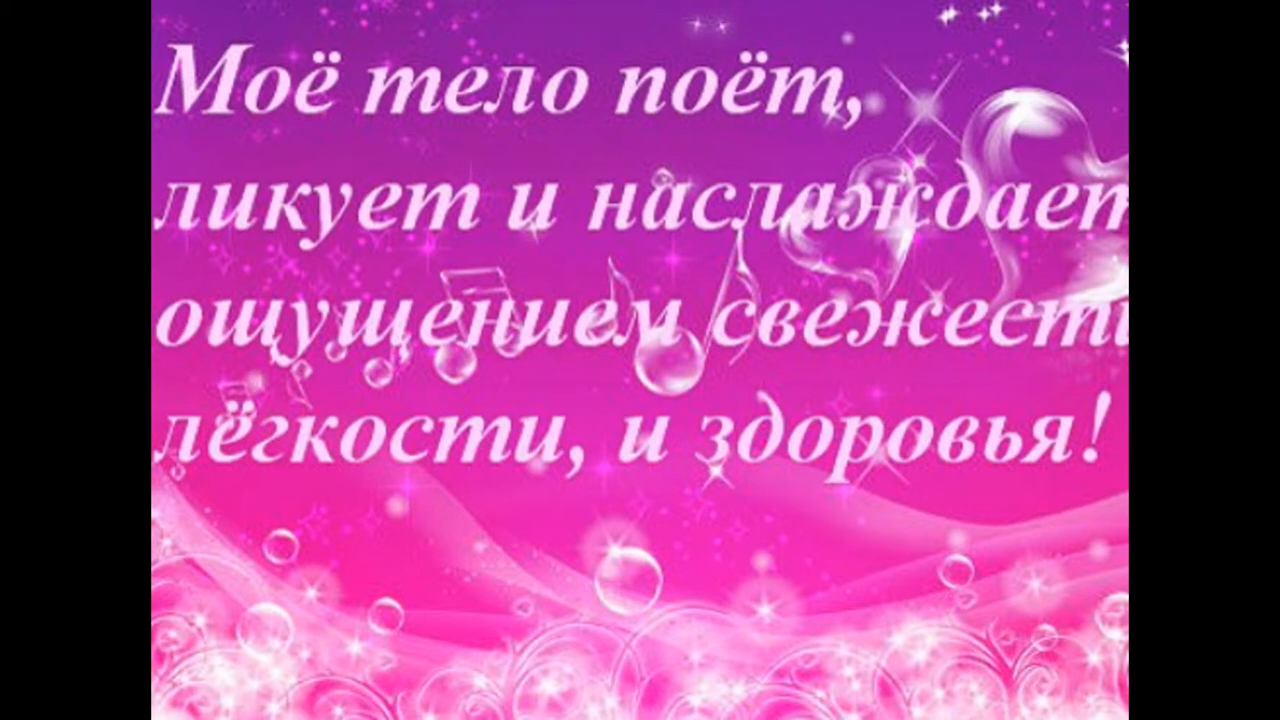 Моё тело поёт,
ликует и наслаждает
ощущением свежест
лёгкости, и здоровья!